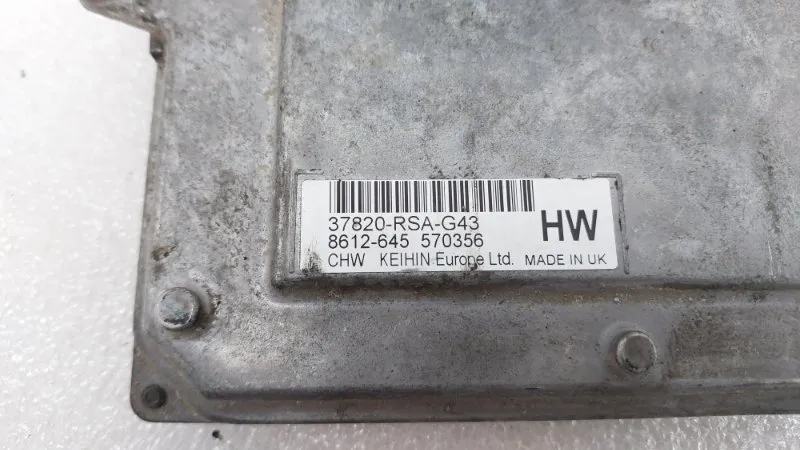 37820-RSA-G43
8612-645 570356
HW
CHW KEIHIN Europe Ltd. MADE IN UK